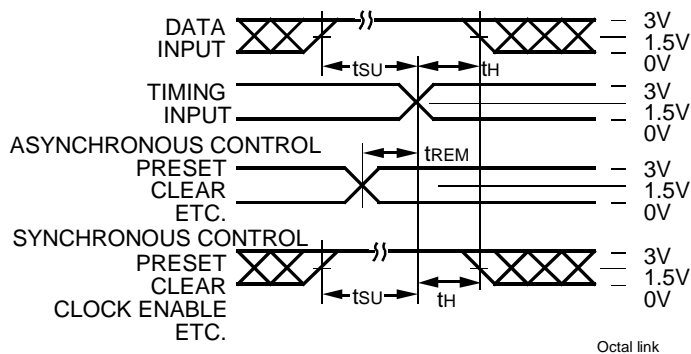 DATA
INPUT
3V
1.5V
0V
tSU
tH
TIMING
INPUT
3V
1.5V
0V
ASYNCHRONOUS CONTROL
tREM
PRESET
CLEAR
ETC.
3V
1.5V
0V
SYNCHRONOUS CONTROL
PRESET
CLEAR
CLOCK ENABLE
ETC.
3V
1.5V
0V
tSU
tH
Octal link